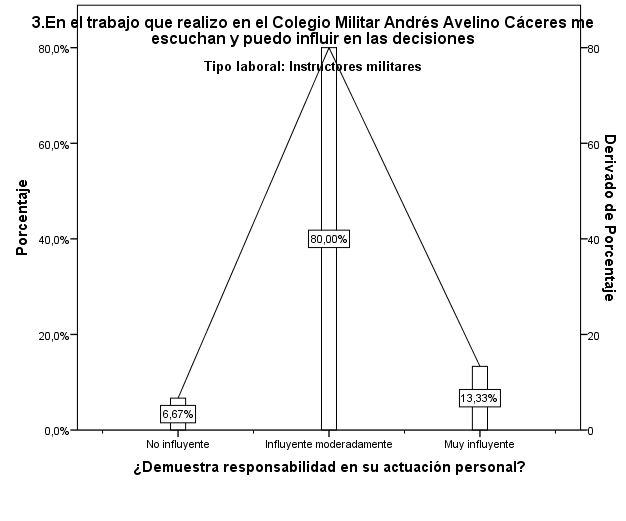 3.En el trabajo que realizo en el Colegio Militar Andrés Avelino Cáceres me
escuchan y puedo influir en las decisiones
Tipo laboral: Instructores militares
80,0%
60,0%
40,0%
20,0%
0,0%
Porcentaje
6,67%
80,00%
13,33%
80
60
40
20
0
Derivado de Porcentaje
No influyente
Influyente moderadamente
Muy influyente
¿Demuestra responsabilidad en su actuación personal?